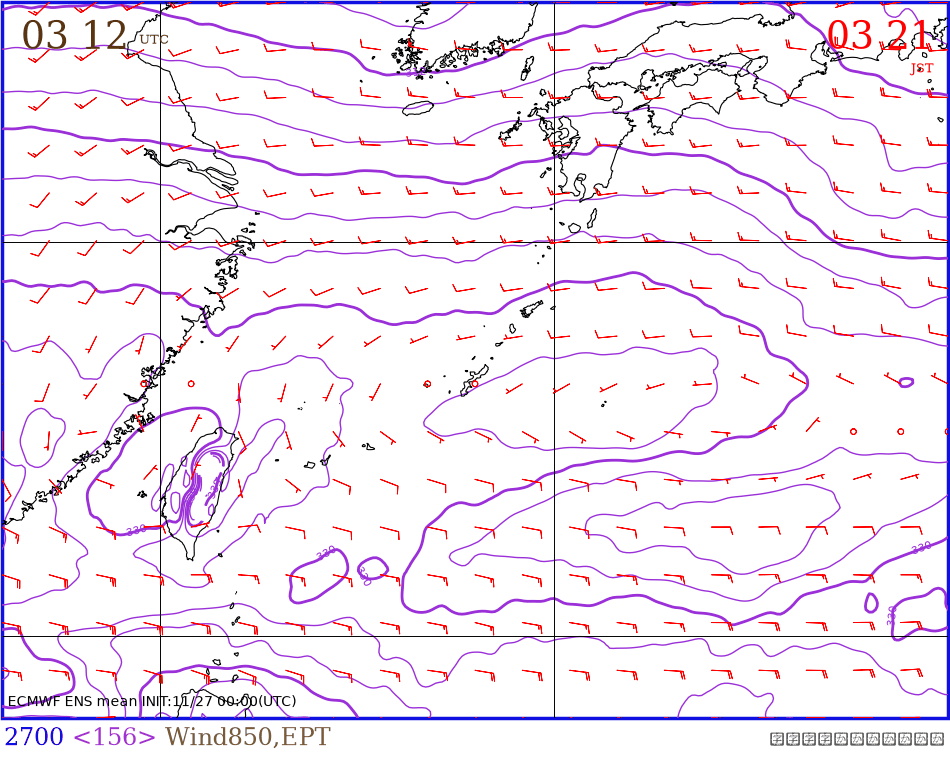 03 12 UTC
03 21
JST
330
330
330
330
ECMWF ENS mean INIT:11/27 00:00(UTC)
2700 <156> Wind850,EPT